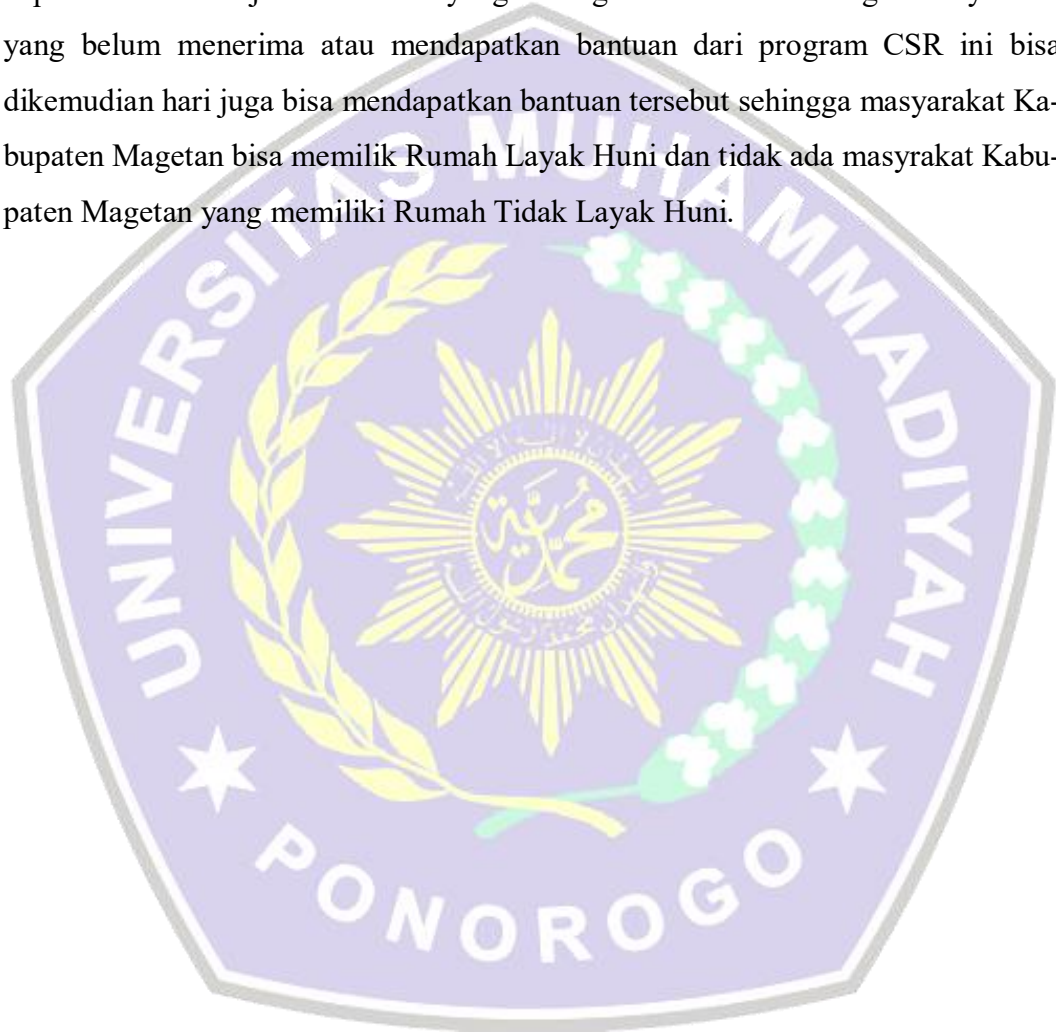 yang belum menerima atau mendapatkan bantuan dari program CSR ini bisa
dikemudian hari juga bisa mendapatkan bantuan tersebut sehingga masyarakat Ka-
bupaten Magetan bisa memilik Rumah Layak Huni dan tidak ada masyrakat Kabu-
paten Magetan yang memiliki Rumah Tidak Layak Huni.
UNIVERSITAS MUHAMMADIYAH
محمدية
PONOROGO